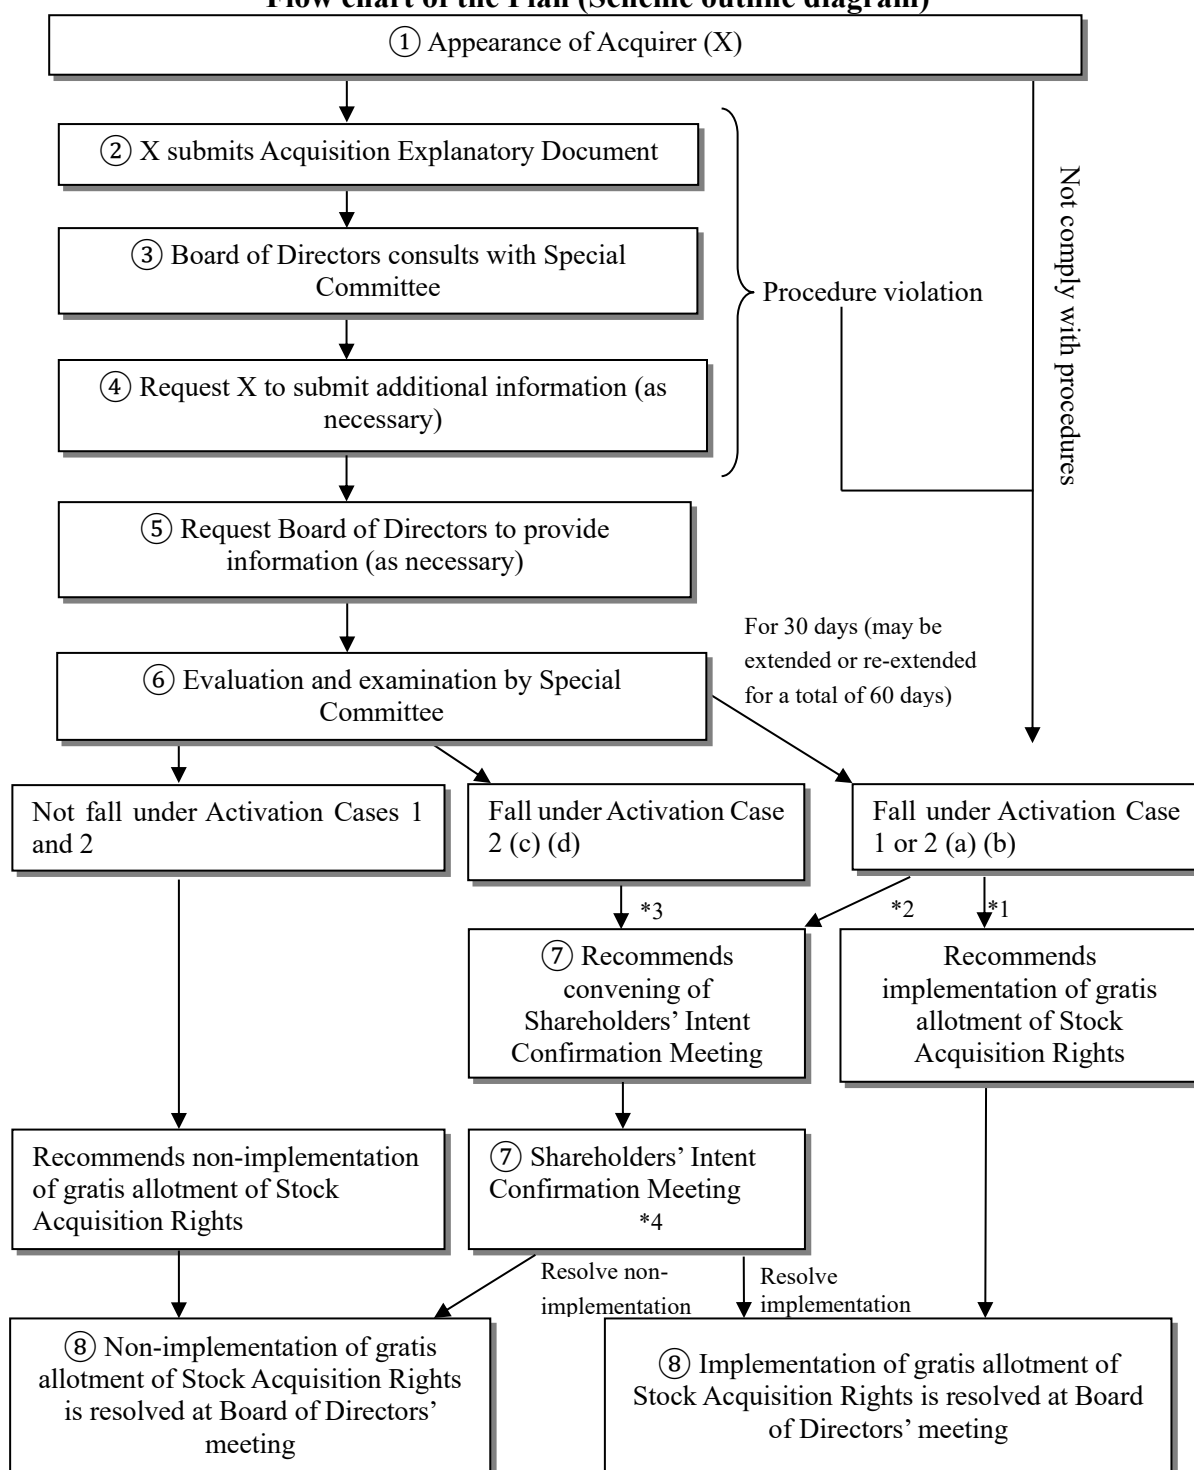 Flow chart of the Plan (Scheme outline diagram)
① Appearance of Acquirer (X)
② X submits Acquisition Explanatory Document
③ Board of Directors consults with Special
Committee
Procedure violation
Not comply with procedures
④ Request X to submit additional information (as
necessary)
⑤ Request Board of Directors to provide
information (as necessary)
For 30 days (may be
extended or re-extended
for a total of 60 days)
⑥ Evaluation and examination by Special
Committee
Not fall under Activation Cases 1
and 2
Fall under Activation Case
2 (c) (d)
Fall under Activation Case
1 or 2 (a) (b)
*3
*2
*1
⑦ Recommends
convening of
Shareholders’ Intent
Confirmation Meeting
Recommends
implementation of gratis
allotment of Stock
Acquisition Rights
Recommends non-implementation
of gratis allotment of Stock
Acquisition Rights
⑦ Shareholders’ Intent
Confirmation Meeting
*4
Resolve non-
implementation
Resolve
implementation
⑧ Non-implementation of gratis
allotment of Stock Acquisition Rights
is resolved at Board of Directors’
meeting
⑧ Implementation of gratis allotment of
Stock Acquisition Rights is resolved at Board
of Directors’ meeting